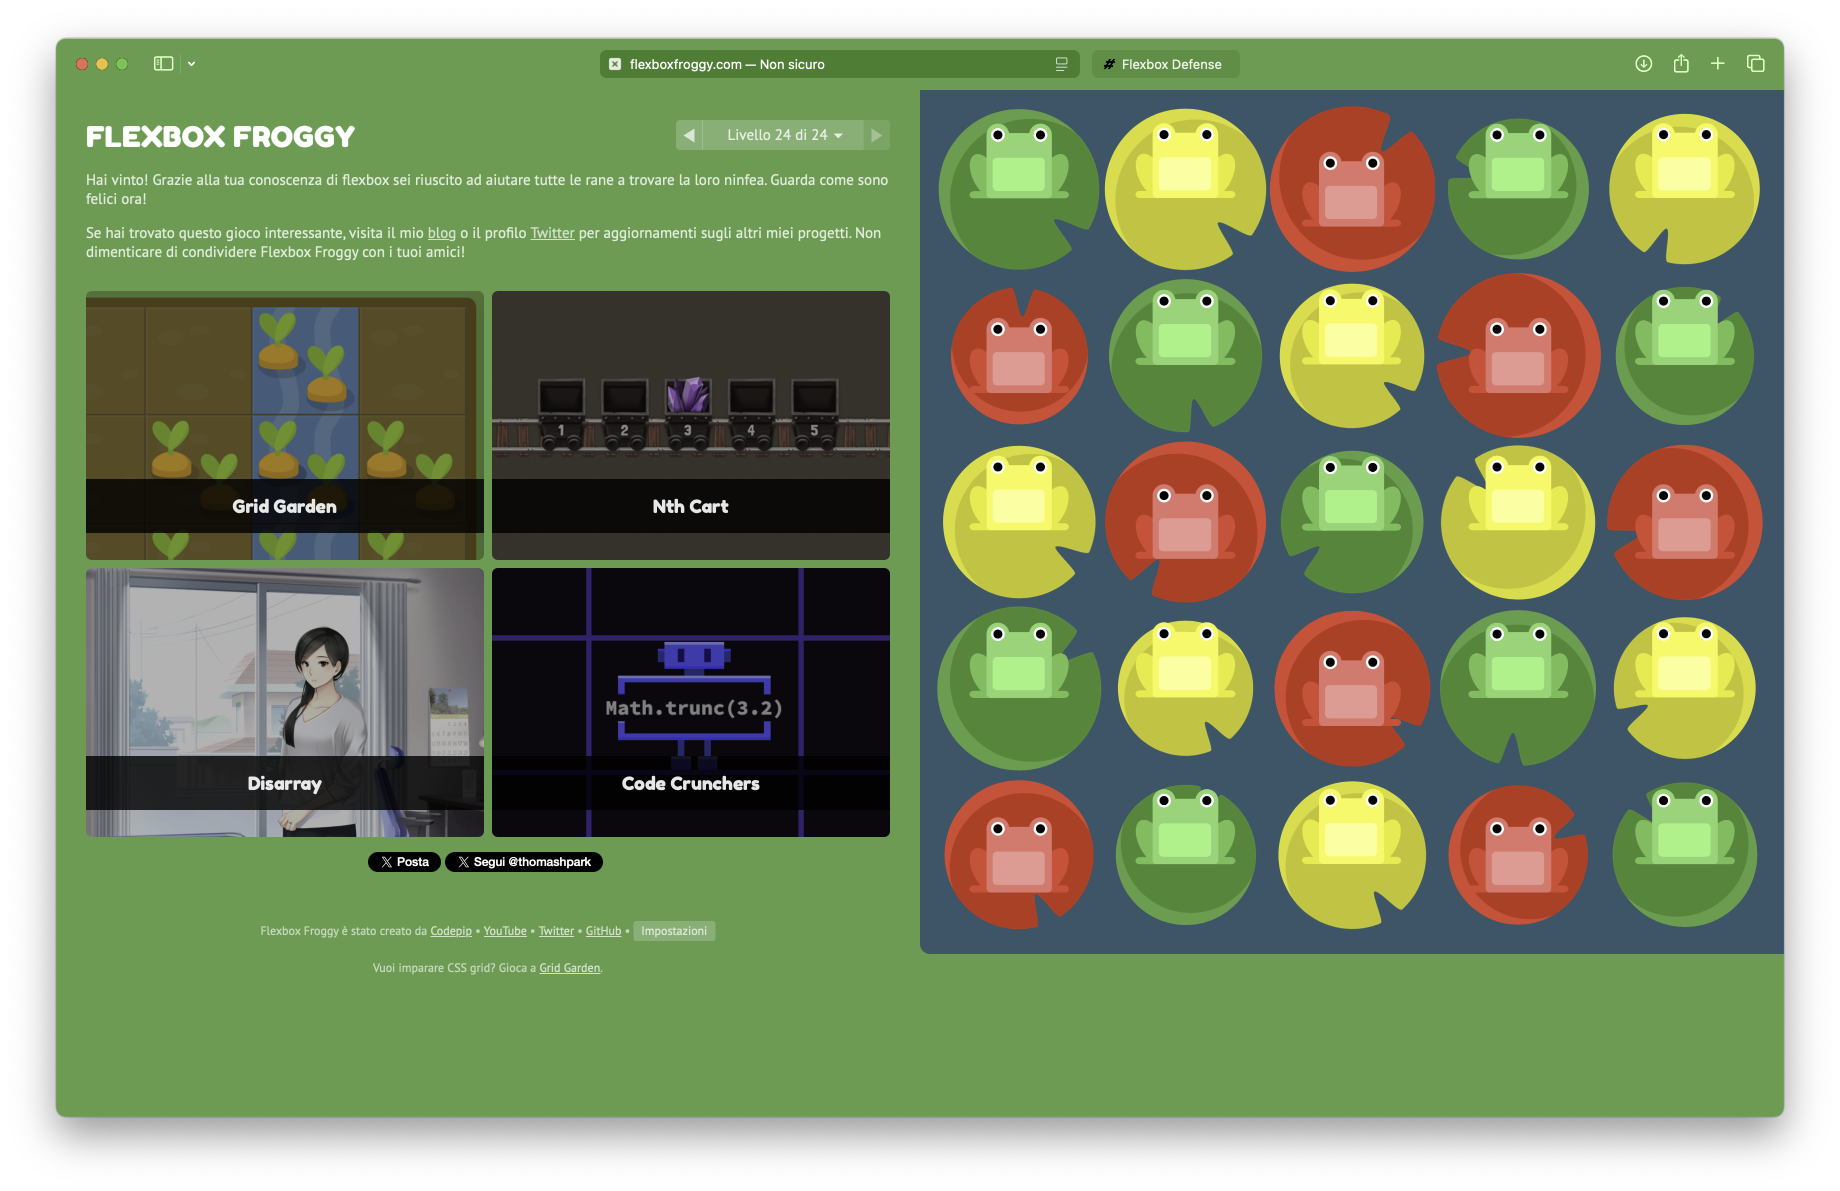 flexboxfroggy.com — Non sicuro
Flexbox Defense
FLEXBOX FROGGY
Livello 24 di 24
Hai vinto! Grazie alla tua conoscenza di flexbox sei riuscito ad aiutare tutte le rane a trovare la loro ninfea. Guarda come sono
felici ora!
Se hai trovato questo gioco interessante, visita il mio blog o il profilo Twitter per aggiornamenti sugli altri miei progetti. Non
dimenticare di condividere Flexbox Froggy con i tuoi amici!
1 2 3 4 5
Grid Garden
Nth Cart
Math.trunc(3.2)
Disarray
Code Crunchers
Posta
Segui @thomashpark
Flexbox Froggy è stato creato da Codepip • YouTube • Twitter • GitHub • Impostazioni
Vuoi imparare CSS grid? Gioca a Grid Garden.